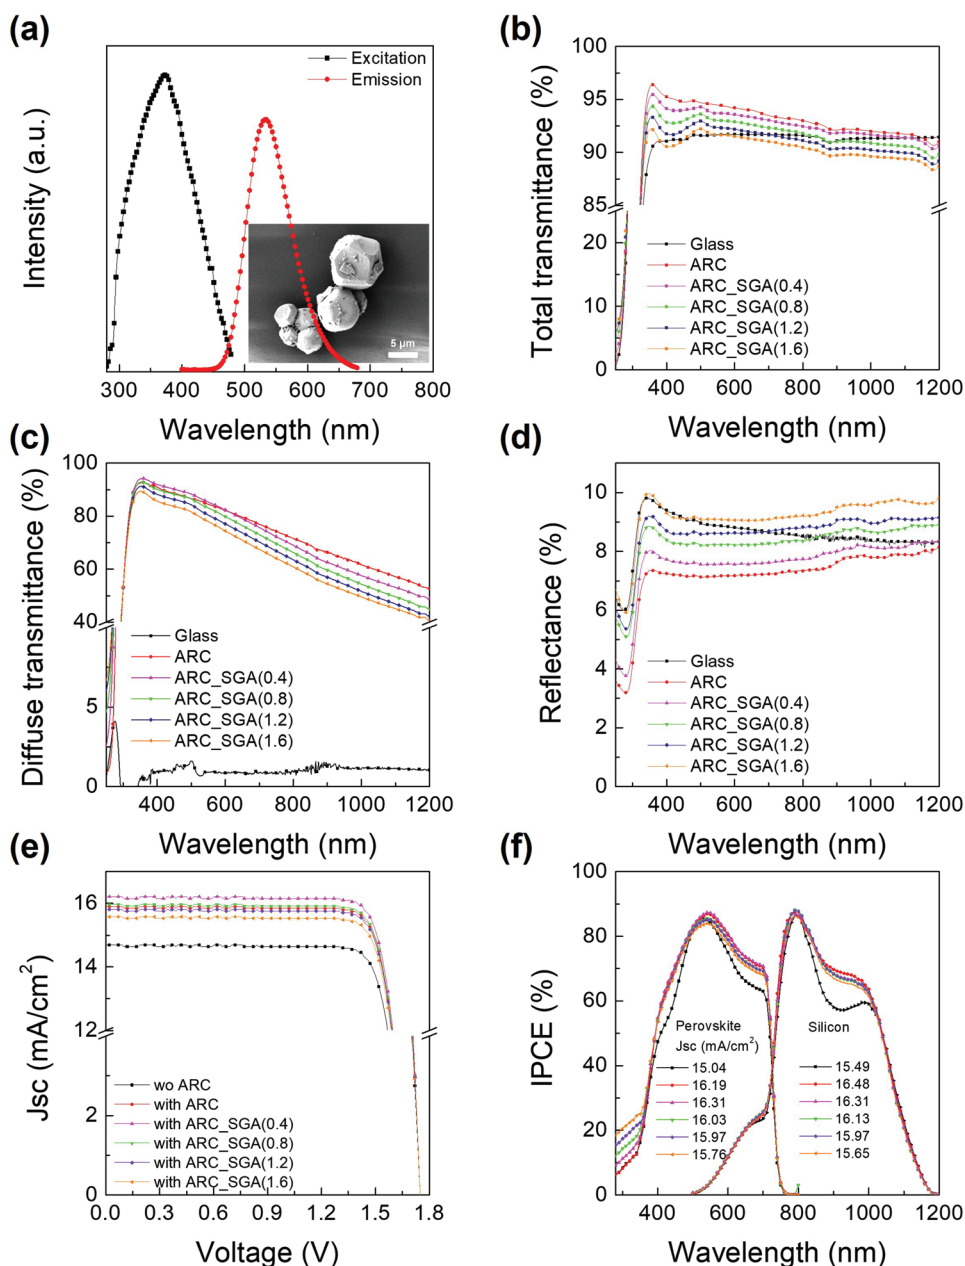 (a)
Excitation
Emission
Intensity (a.u.)
5 μm
280
400
500
600
700
800
Wavelength (nm)
(b)
Total transmittance (%)
100
95
90
85
20
10
0
Glass
ARC
ARC_SGA(0.4)
ARC_SGA(0.8)
ARC_SGA(1.2)
ARC_SGA(1.6)
400
600
800
1000
1200
Wavelength (nm)
(c)
Diffuse transmittance (%)
100
80
60
40
5
0
Glass
ARC
ARC_SGA(0.4)
ARC_SGA(0.8)
ARC_SGA(1.2)
ARC_SGA(1.6)
400
600
800
1000
1200
Wavelength (nm)
(d)
Reflectance (%)
10
8
6
4
2
0
Glass
ARC
ARC_SGA(0.4)
ARC_SGA(0.8)
ARC_SGA(1.2)
ARC_SGA(1.6)
400
600
800
1000
1200
Wavelength (nm)
(e)
Jsc (mA/cm²)
16
14
12
2
0
wo ARC
with ARC
with ARC_SGA(0.4)
with ARC_SGA(0.8)
with ARC_SGA(1.2)
with ARC_SGA(1.6)
0.0
0.3
0.6
0.9
1.2
1.5
1.8
Voltage (V)
(f)
IPCE (%)
100
80
60
40
20
0
Perovskite
Jsc (mA/cm²)
15.04
16.19
16.31
16.03
15.97
15.76
Silicon
15.49
16.48
16.31
16.13
15.97
15.65
400
600
800
1000
1200
Wavelength (nm)